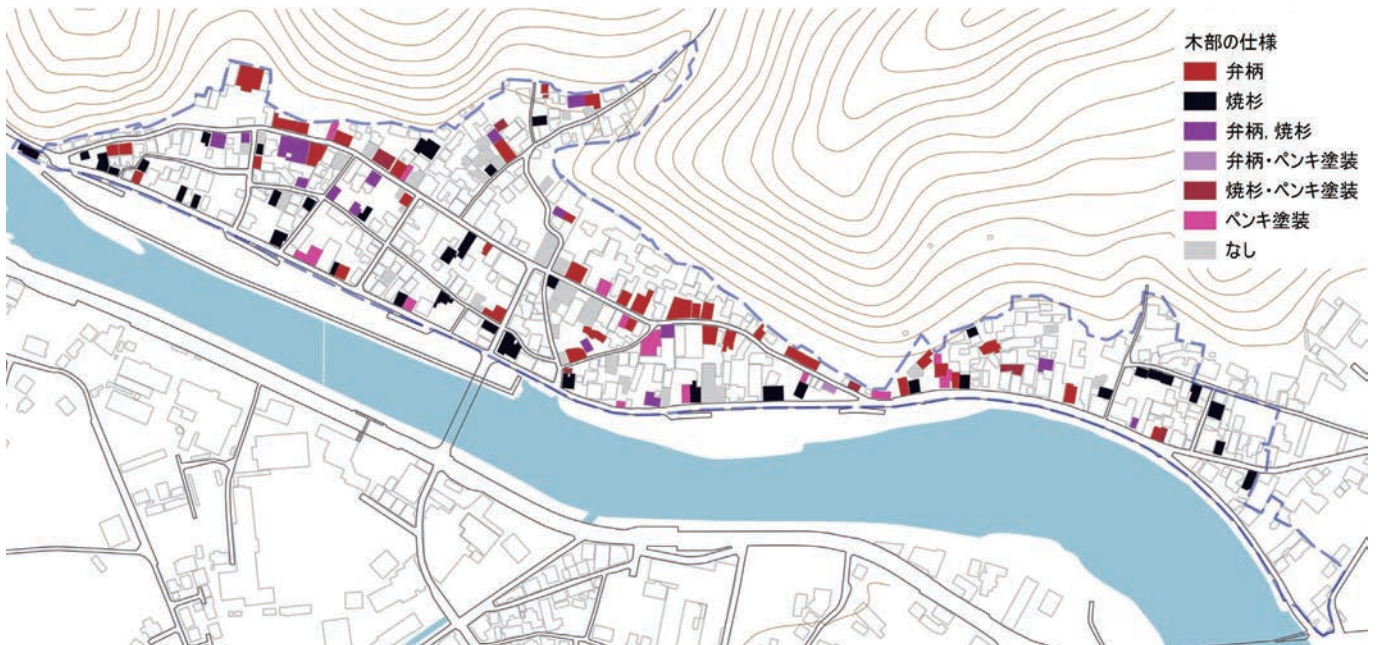 木部の仕様
弁柄
焼杉
弁柄, 焼杉
弁柄・ペンキ塗装
焼杉・ペンキ塗装
ペンキ塗装
なし